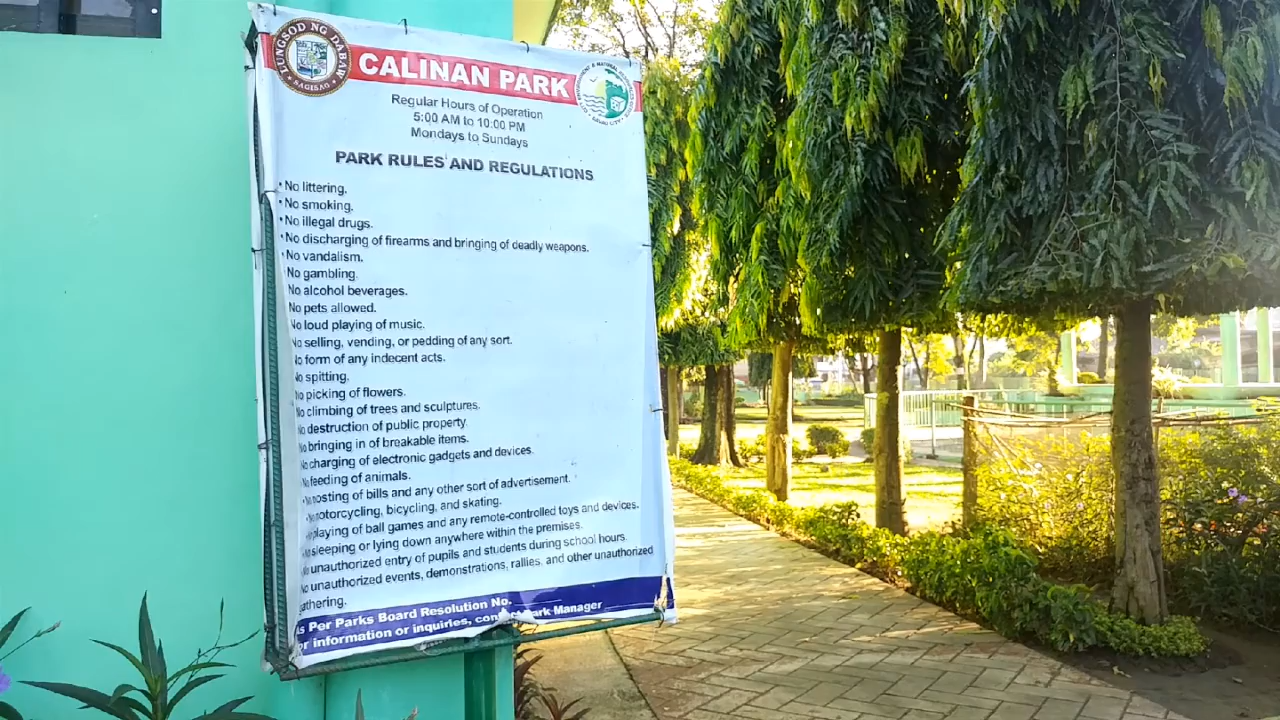 LUNGSOD NG DABAW
SAGISAG
CALINAN PARK
Regular Hours of Operation
5:00 AM to 10:00 PM
Mondays to Sundays
PARK RULES AND REGULATIONS
• No littering.
• No smoking.
• No illegal drugs.
• No discharging of firearms and bringing of deadly weapons.
• No vandalism.
No gambling.
No alcohol beverages.
No pets allowed.
No loud playing of music.
No selling, vending, or pedding of any sort.
No form of any indecent acts.
No spitting.
No picking of flowers.
No climbing of trees and sculptures.
No destruction of public property.
No bringing in of breakable items.
No charging of electronic gadgets and devices.
No feeding of animals.
No posting of bills and any other sort of advertisement.
No motorcycling, bicycling, and skating.
playing of ball games and any remote-controlled toys and devices.
No sleeping or lying down anywhere within the premises.
No unauthorized entry of pupils and students during school hours.
No unauthorized events, demonstrations, rallies, and other unauthorized
gathering.
As Per Parks Board Resolution No.
For information or inquiries, contact Park Manager